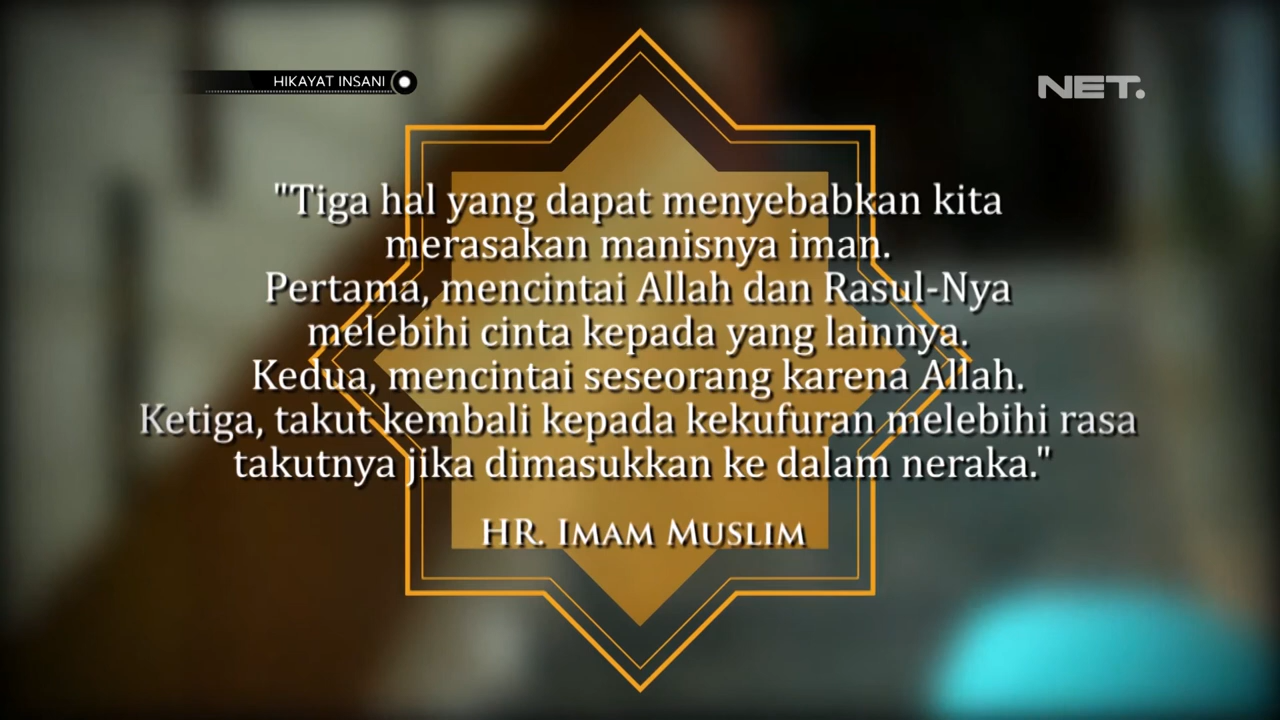 HIKAYAT INSANI
NET.
"Tiga hal yang dapat menyebabkan kita
merasakan manisnya iman.
Pertama, mencintai Allah dan Rasul-Nya
melebihi cinta kepada yang lainnya.
Kedua, mencintai seseorang karena Allah.
Ketiga, takut kembali kepada kekufuran melebihi rasa
takutnya jika dimasukkan ke dalam neraka."
HR. IMAM MUSLIM